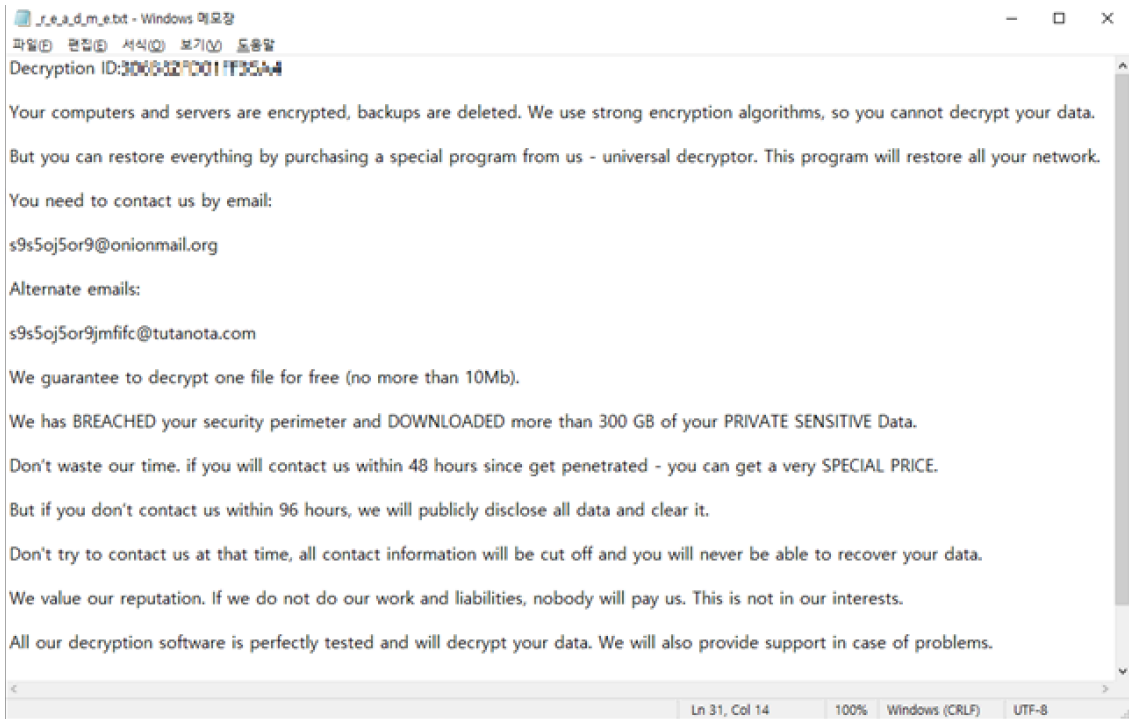 _r_e_a_d_m_e.txt - Windows 메모장
파일(F) 편집(E) 서식(O) 보기(V) 도움말
Decryption ID:
Your computers and servers are encrypted, backups are deleted. We use strong encryption algorithms, so you cannot decrypt your data.
But you can restore everything by purchasing a special program from us - universal decryptor. This program will restore all your network.
You need to contact us by email:
s9s5oj5or9@onionmail.org
Alternate emails:
s9s5oj5or9jmfifc@tutanota.com
We guarantee to decrypt one file for free (no more than 10Mb).
We has BREACHED your security perimeter and DOWNLOADED more than 300 GB of your PRIVATE SENSITIVE Data.
Don't waste our time. if you will contact us within 48 hours since get penetrated - you can get a very SPECIAL PRICE.
But if you don't contact us within 96 hours, we will publicly disclose all data and clear it.
Don't try to contact us at that time, all contact information will be cut off and you will never be able to recover your data.
We value our reputation. If we do not do our work and liabilities, nobody will pay us. This is not in our interests.
All our decryption software is perfectly tested and will decrypt your data. We will also provide support in case of problems.
Ln 31, Col 14 100% Windows (CRLF) UTF-8